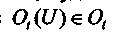 : O_t(U) ∈ O_t